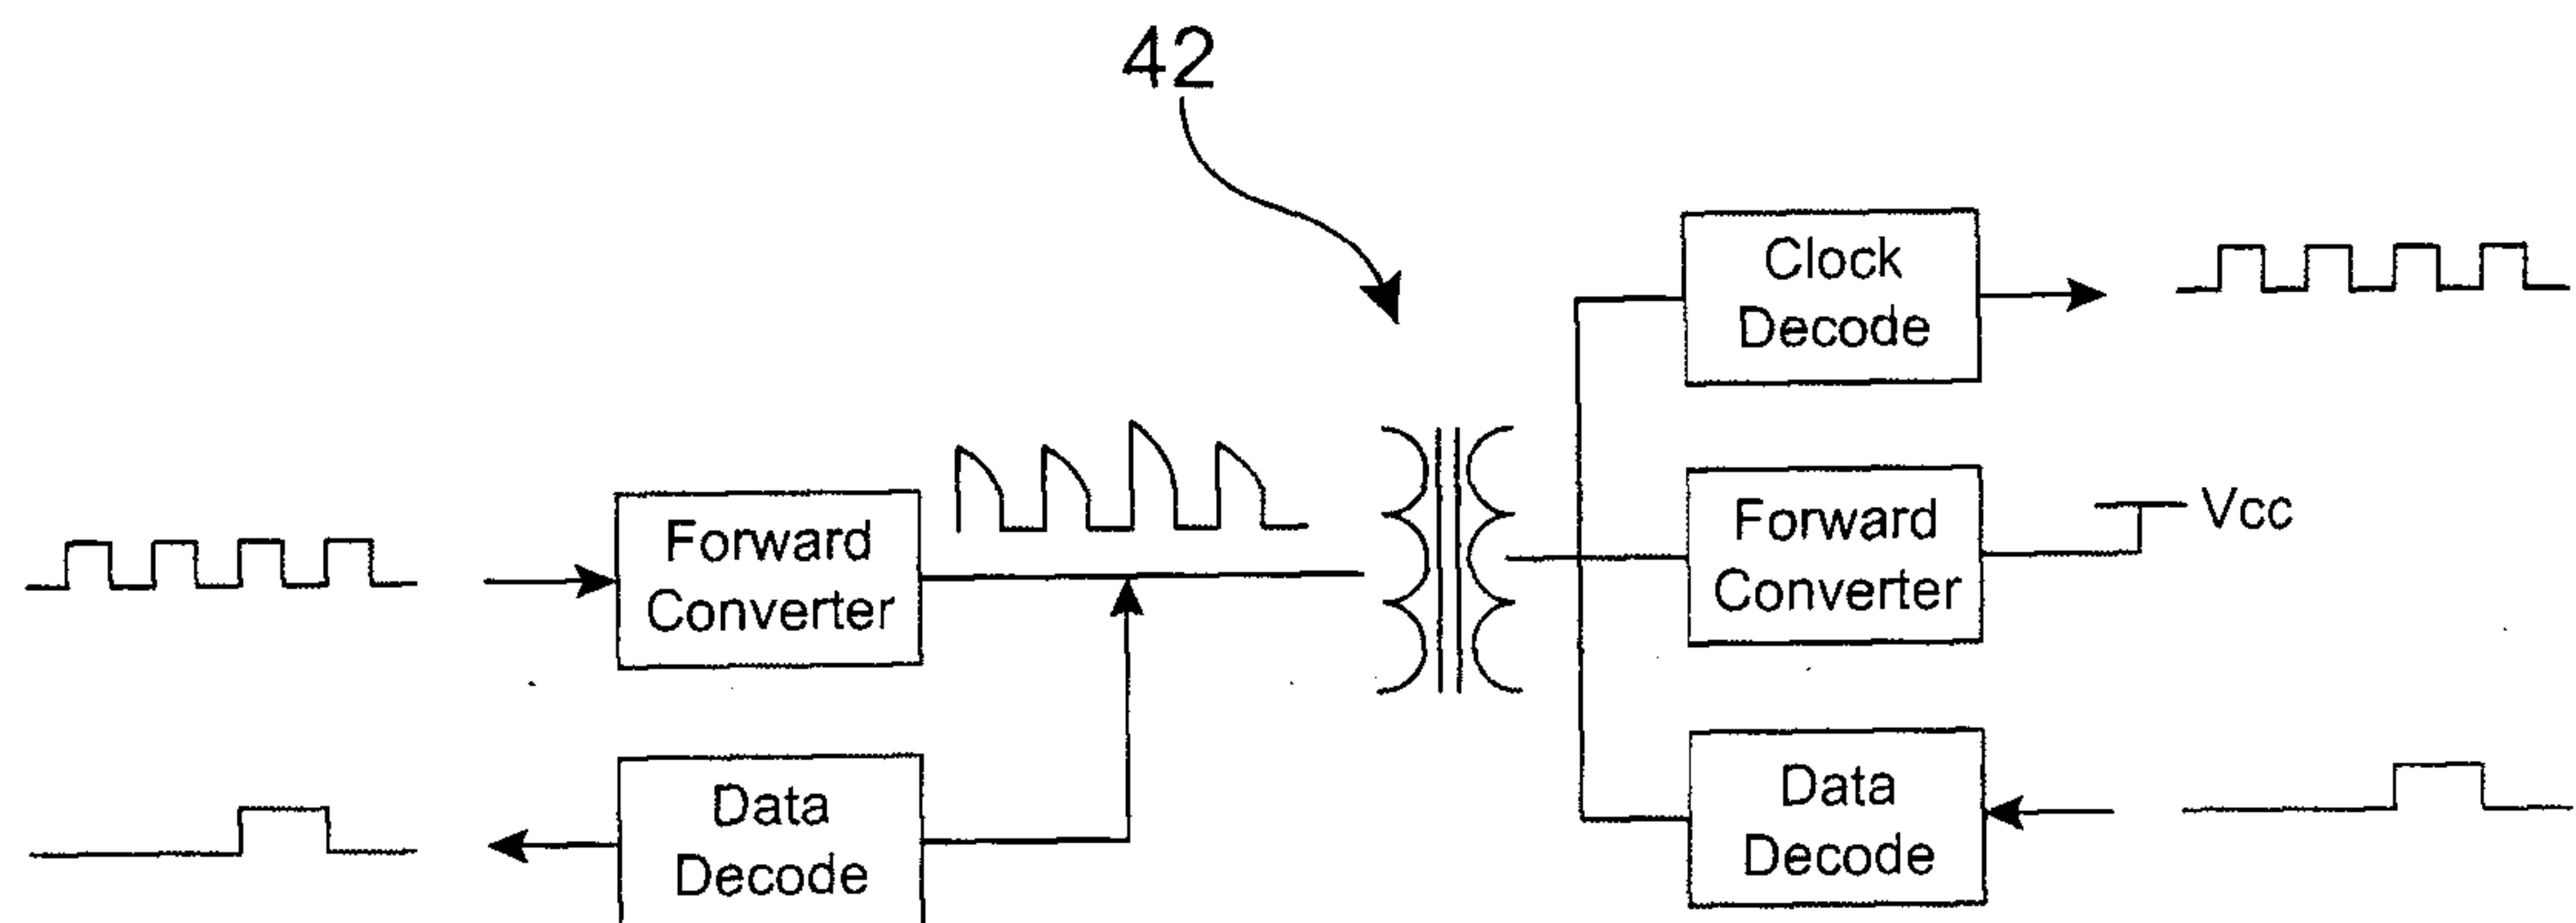 42
Clock
Decode
Forward
Converter
Forward
Converter
Vcc
Data
Decode
Data
Decode